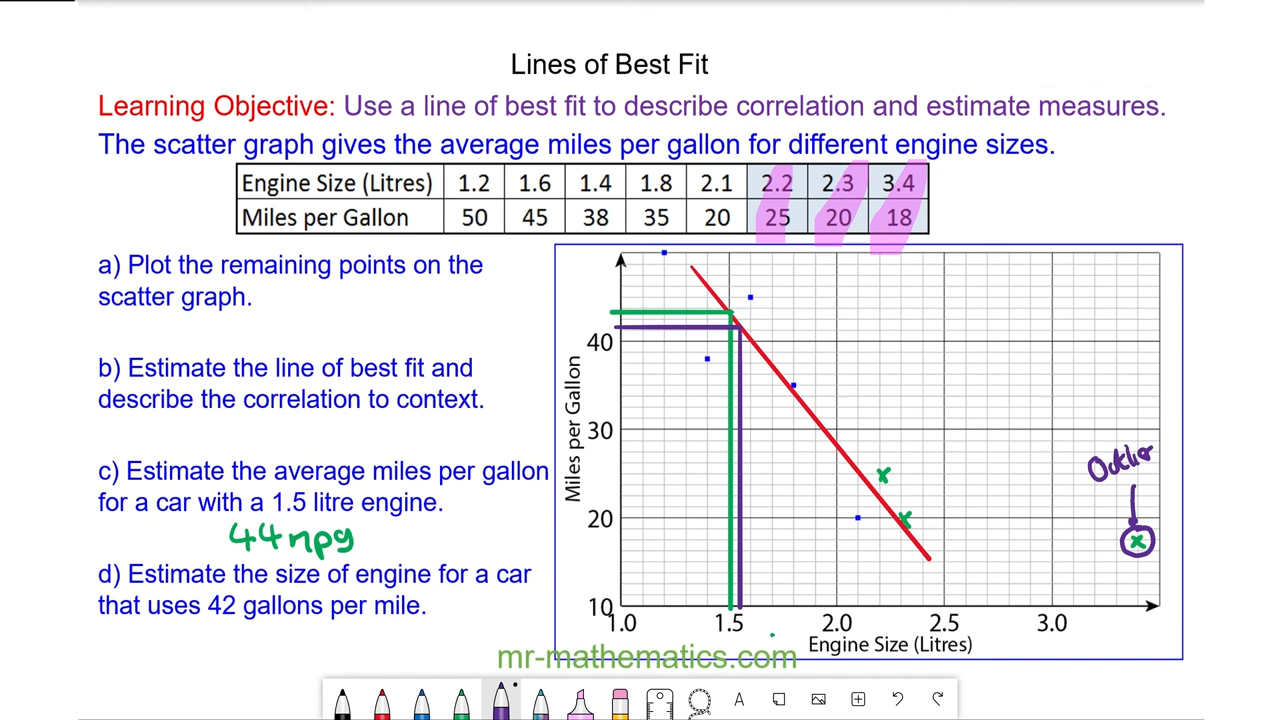 Lines of Best Fit
Learning Objective: Use a line of best fit to describe correlation and estimate measures.
The scatter graph gives the average miles per gallon for different engine sizes.
Engine Size (Litres) 1.2 1.6 1.4 1.8 2.1 2.2 2.3 3.4
Miles per Gallon 50 45 38 35 20 25 20 18
a) Plot the remaining points on the
scatter graph.
b) Estimate the line of best fit and
describe the correlation to context.
c) Estimate the average miles per gallon
for a car with a 1.5 litre engine.
44mpg
d) Estimate the size of engine for a car
that uses 42 gallons per mile.
Miles per Gallon
40
30
20
10
Outlier
1.0 1.5 2.0 2.5 3.0
Engine Size (Litres)
mr-mathematics.com
A